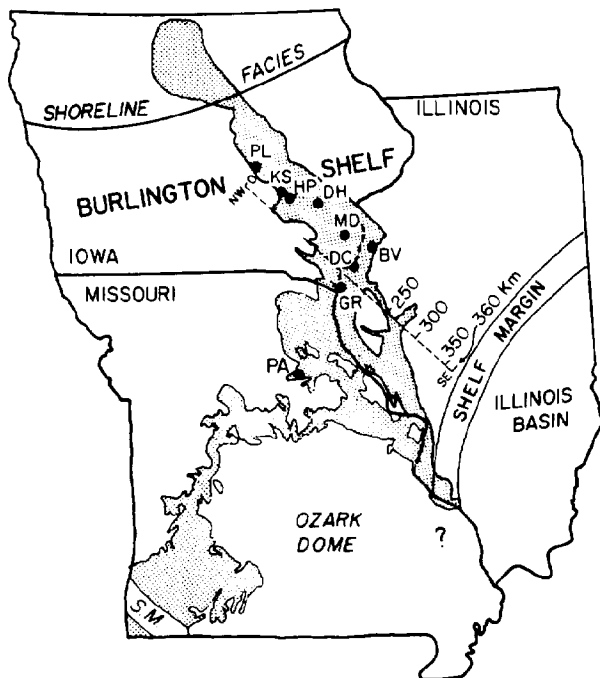 FACIES
SHORELINE
ILLINOIS
PL
SHELF
KS
HP
DH
BURLINGTON
NW
O
MD
BV
IOWA
DC
MISSOURI
GR
250
300
350
360 Km
SE
SHELF MARGIN
PA
ILLINOIS
BASIN
OZARK
DOME
?
SM